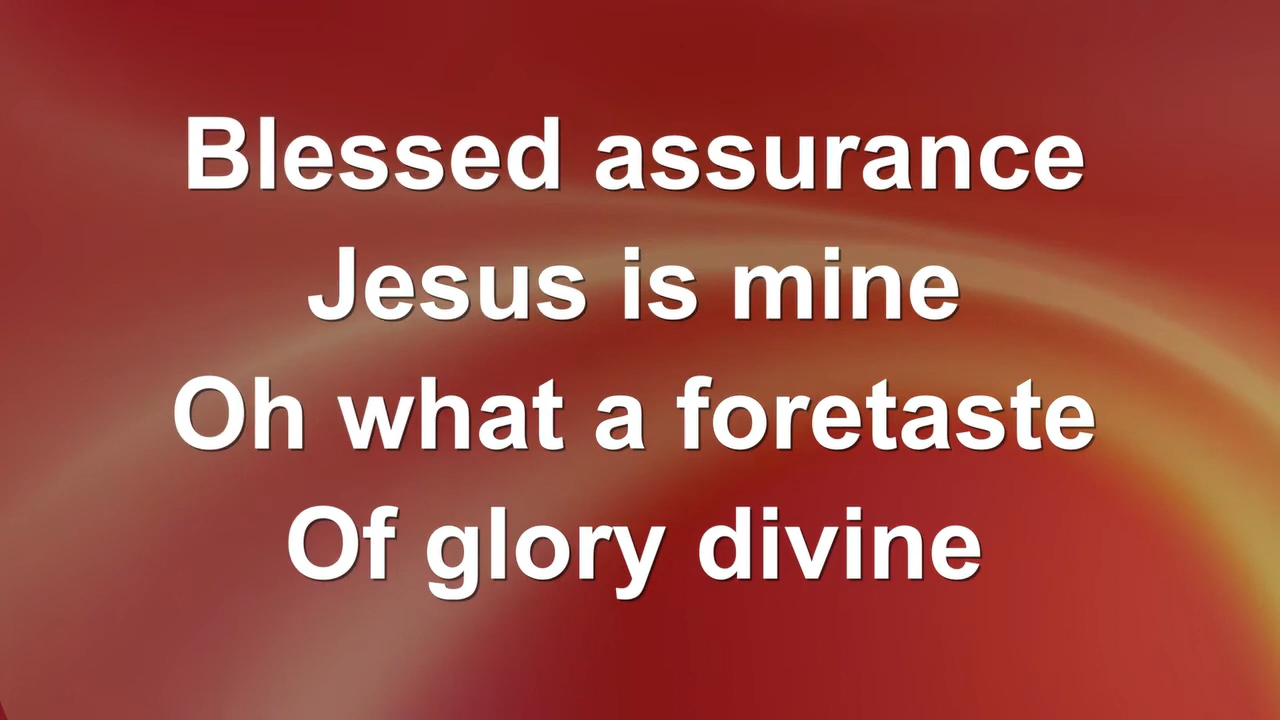 Blessed assurance
Jesus is mine
Oh what a foretaste
Of glory divine